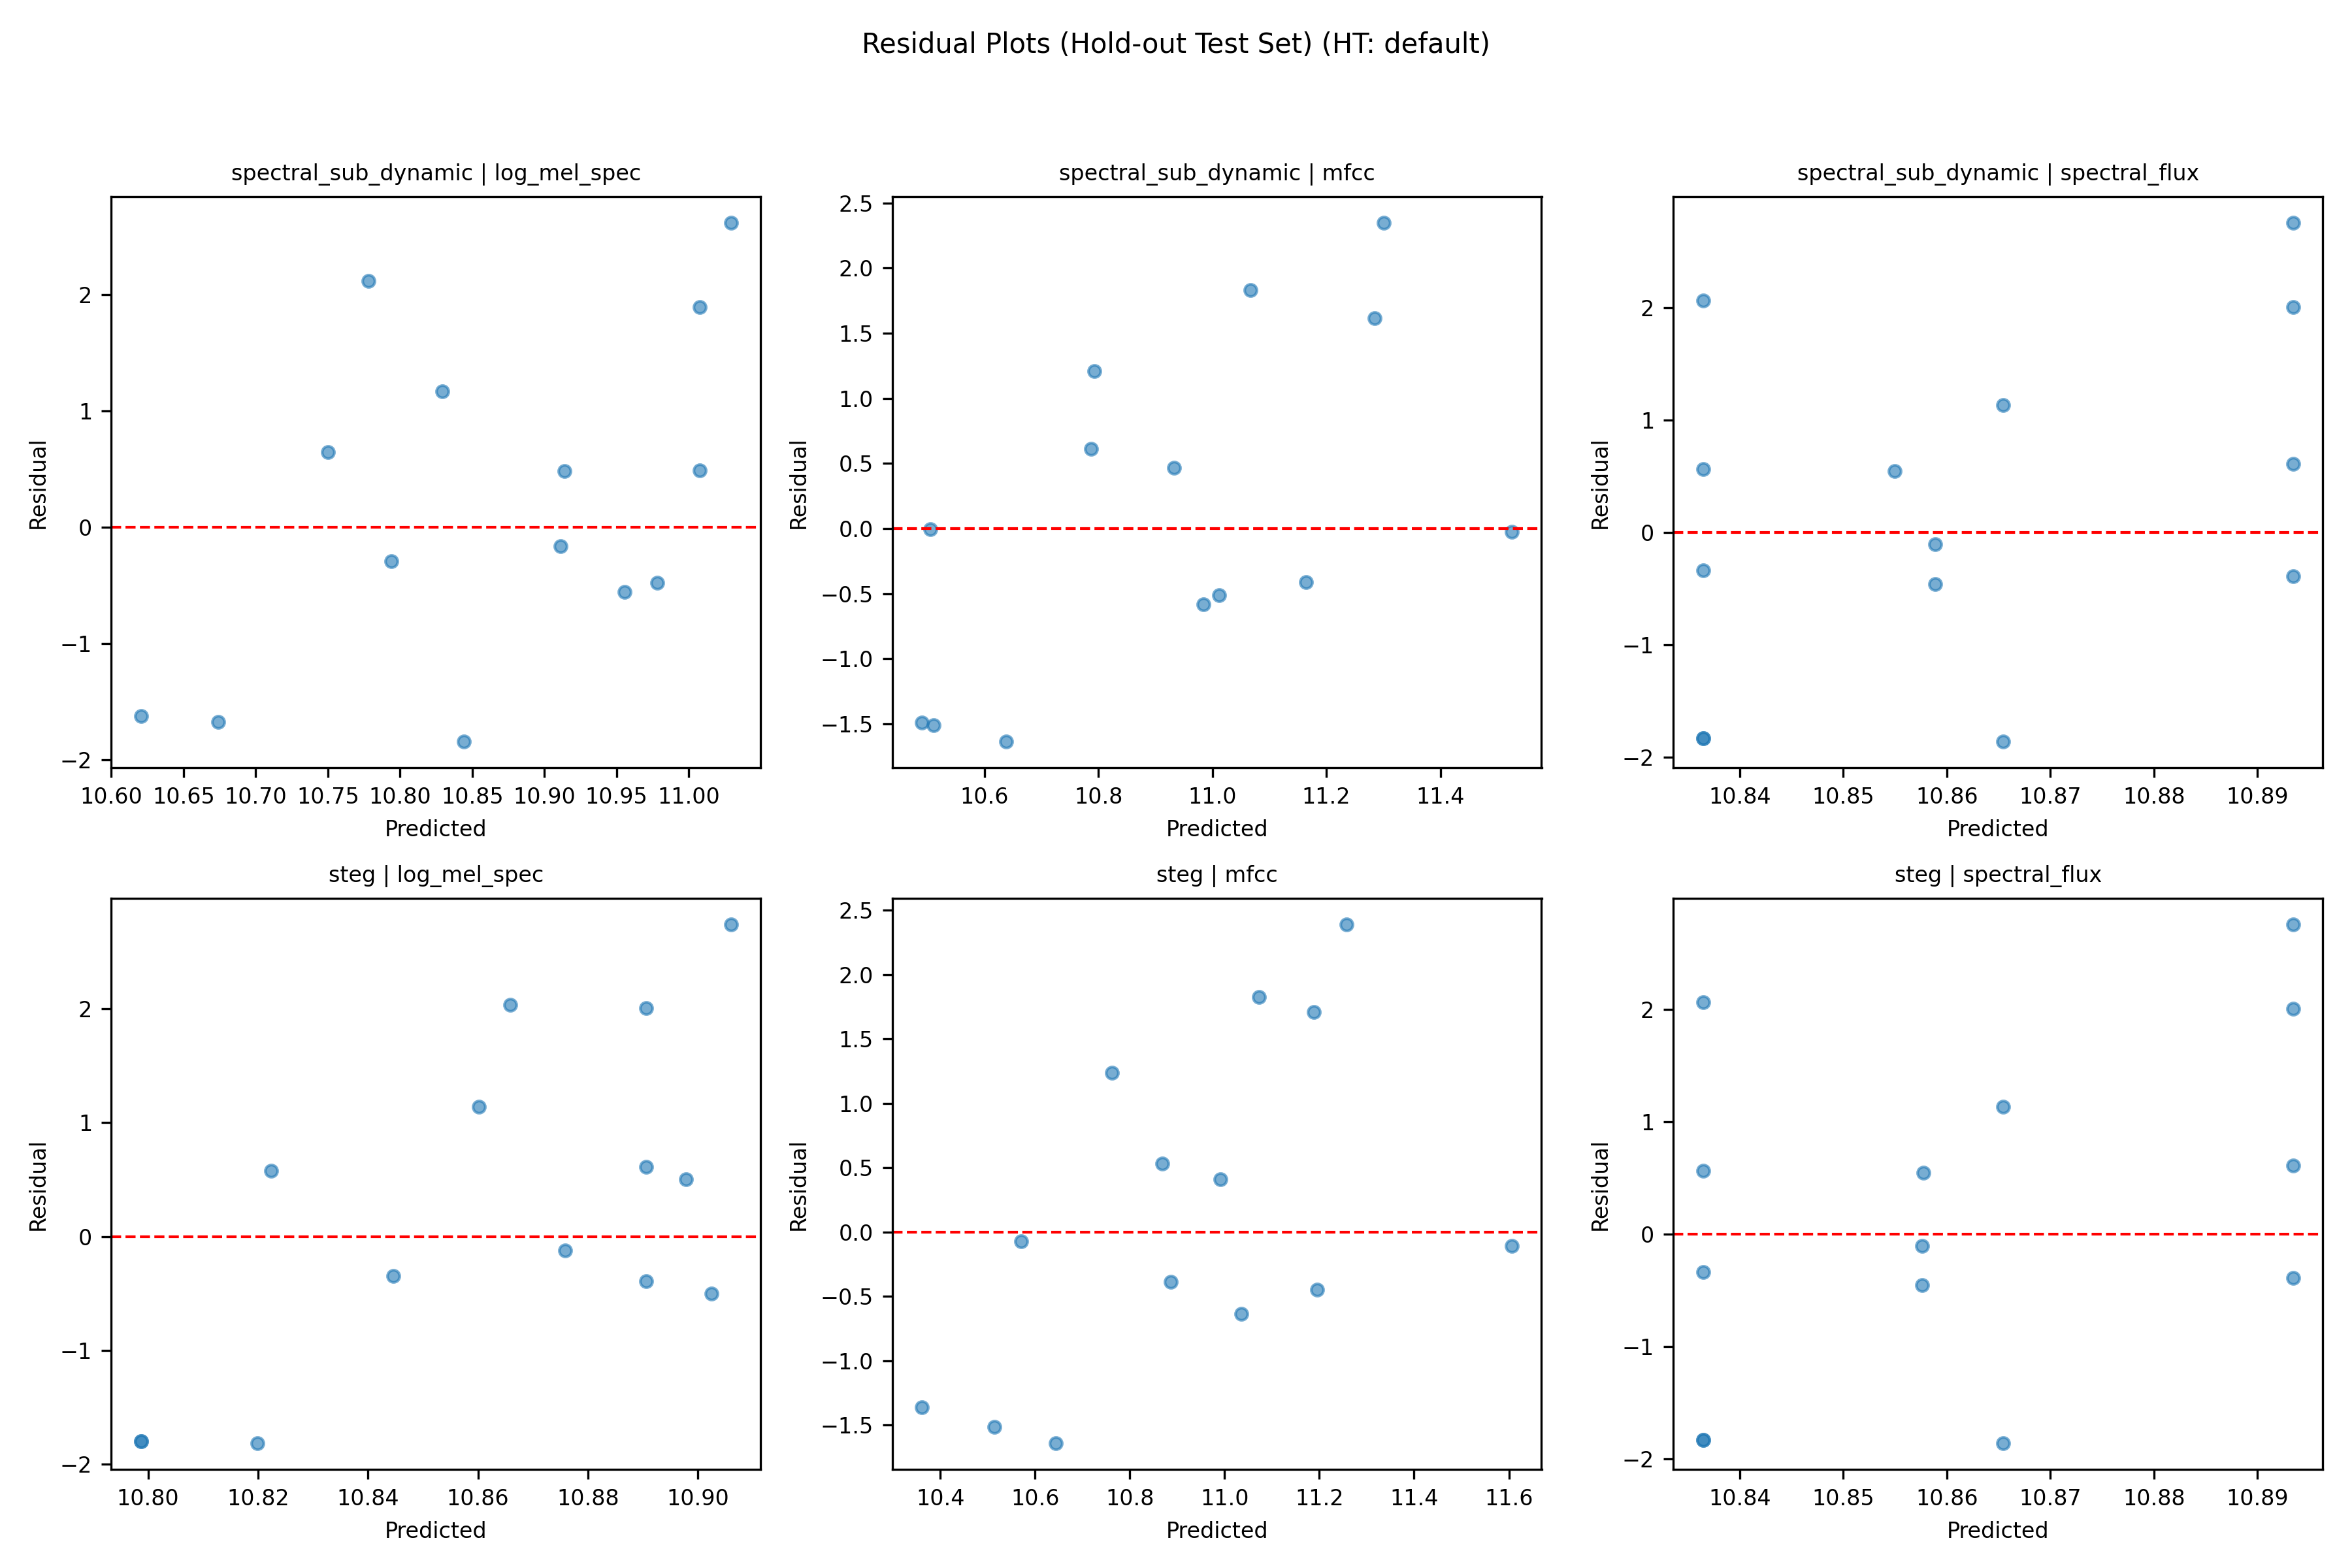 Residual Plots (Hold-out Test Set) (HT: default)
spectral_sub_dynamic | log_mel_spec
Residual
2
1
0
−1
−2
10.60 10.65 10.70 10.75 10.80 10.85 10.90 10.95 11.00
Predicted
spectral_sub_dynamic | mfcc
Residual
2.5
2.0
1.5
1.0
0.5
0.0
−0.5
−1.0
−1.5
10.6 10.8 11.0 11.2 11.4
Predicted
spectral_sub_dynamic | spectral_flux
Residual
2
1
0
−1
−2
10.84 10.85 10.86 10.87 10.88 10.89
Predicted
steg | log_mel_spec
Residual
2
1
0
−1
−2
10.80 10.82 10.84 10.86 10.88 10.90
Predicted
steg | mfcc
Residual
2.5
2.0
1.5
1.0
0.5
0.0
−0.5
−1.0
−1.5
10.4 10.6 10.8 11.0 11.2 11.4 11.6
Predicted
steg | spectral_flux
Residual
2
1
0
−1
−2
10.84 10.85 10.86 10.87 10.88 10.89
Predicted